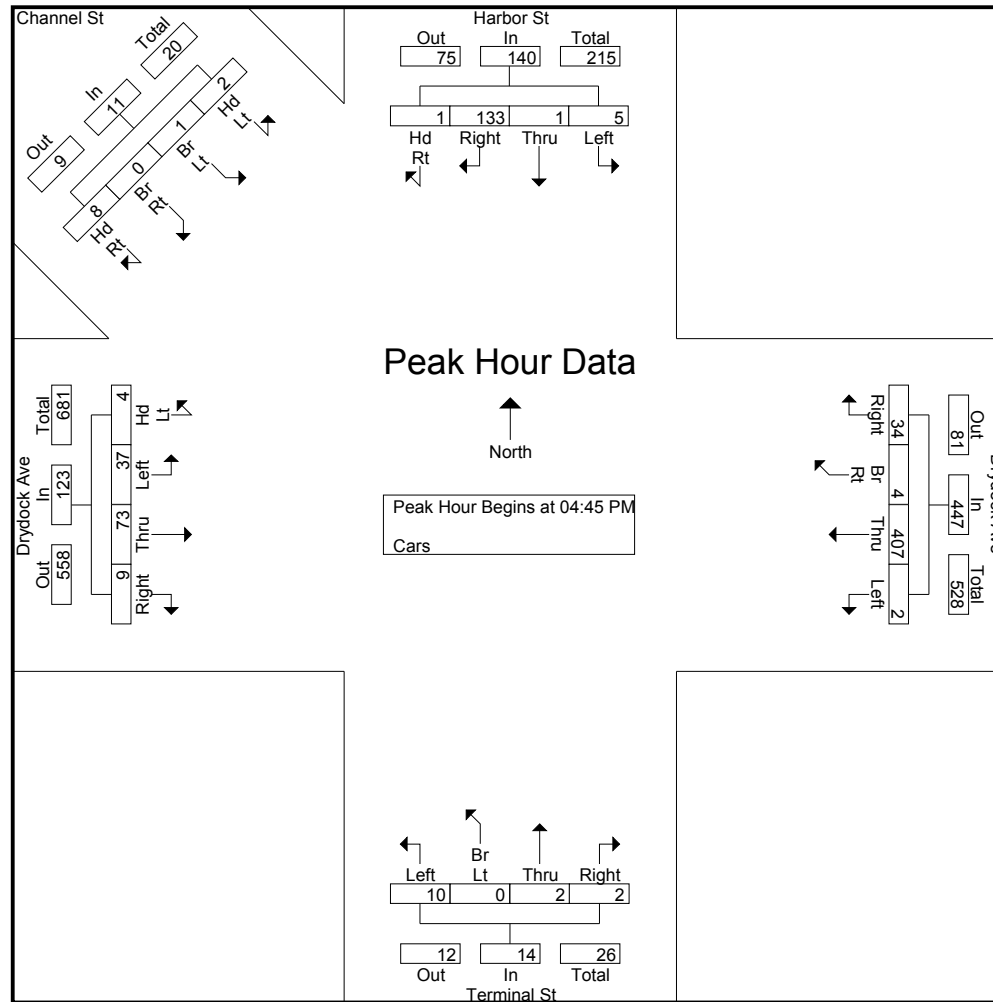 Channel St
Total
20
In
11
Out
9
2
1
0
8
Hd
Lt
Br
Lt
Br
Rt
Hd
Rt
Harbor St
Out In Total
75 140 215
1 133 1 5
Hd Right Thru Left
Rt
Peak Hour Data
North
Peak Hour Begins at 04:45 PM
Cars
Drydock Ave
Total
681
In
123
Out
558
4
37
73
9
Hd
Lt
Left
Thru
Right
Right
Br
Rt
Thru
Left
34
4
407
2
Out
81
In
447
Total
528
Br
Left Lt Thru Right
10 0 2 2
12 14 26
Out In Total
Terminal St